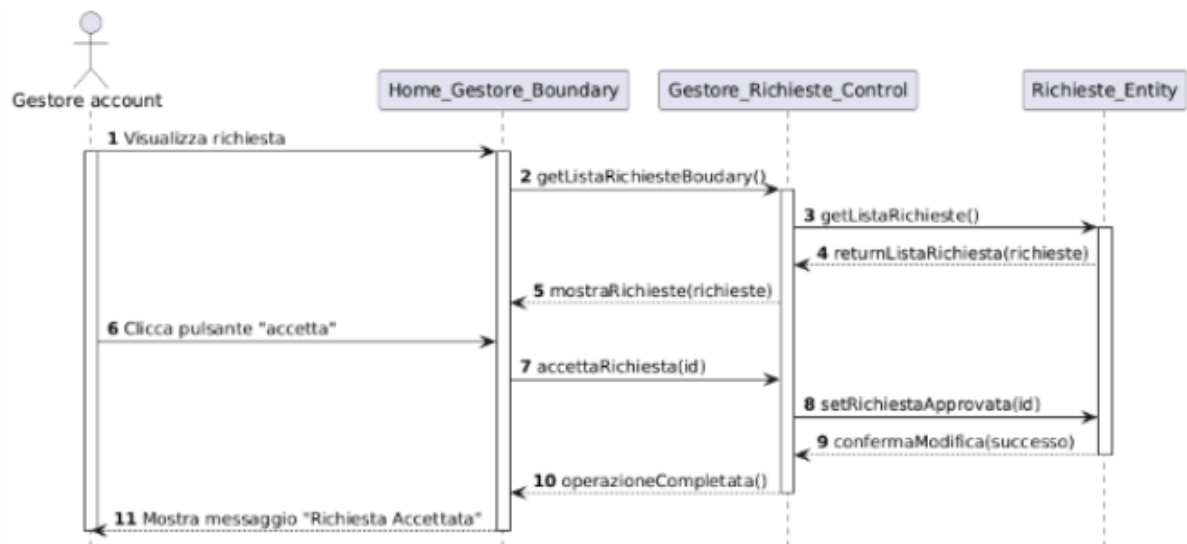 Gestore account
Home_Gestore_Boundary
Gestore_Richieste_Control
Richieste_Entity
1 Visualizza richiesta
2 getListaRichiesteBoudary()
3 getListaRichieste()
4 returnListaRichiesta(richieste)
5 mostraRichieste(richieste)
6 Clicca pulsante "accetta"
7 accettaRichiesta(id)
8 setRichiestaApprovata(id)
9 confermaModifica(successo)
10 operazioneCompletata()
11 Mostra messaggio "Richiesta Accettata"